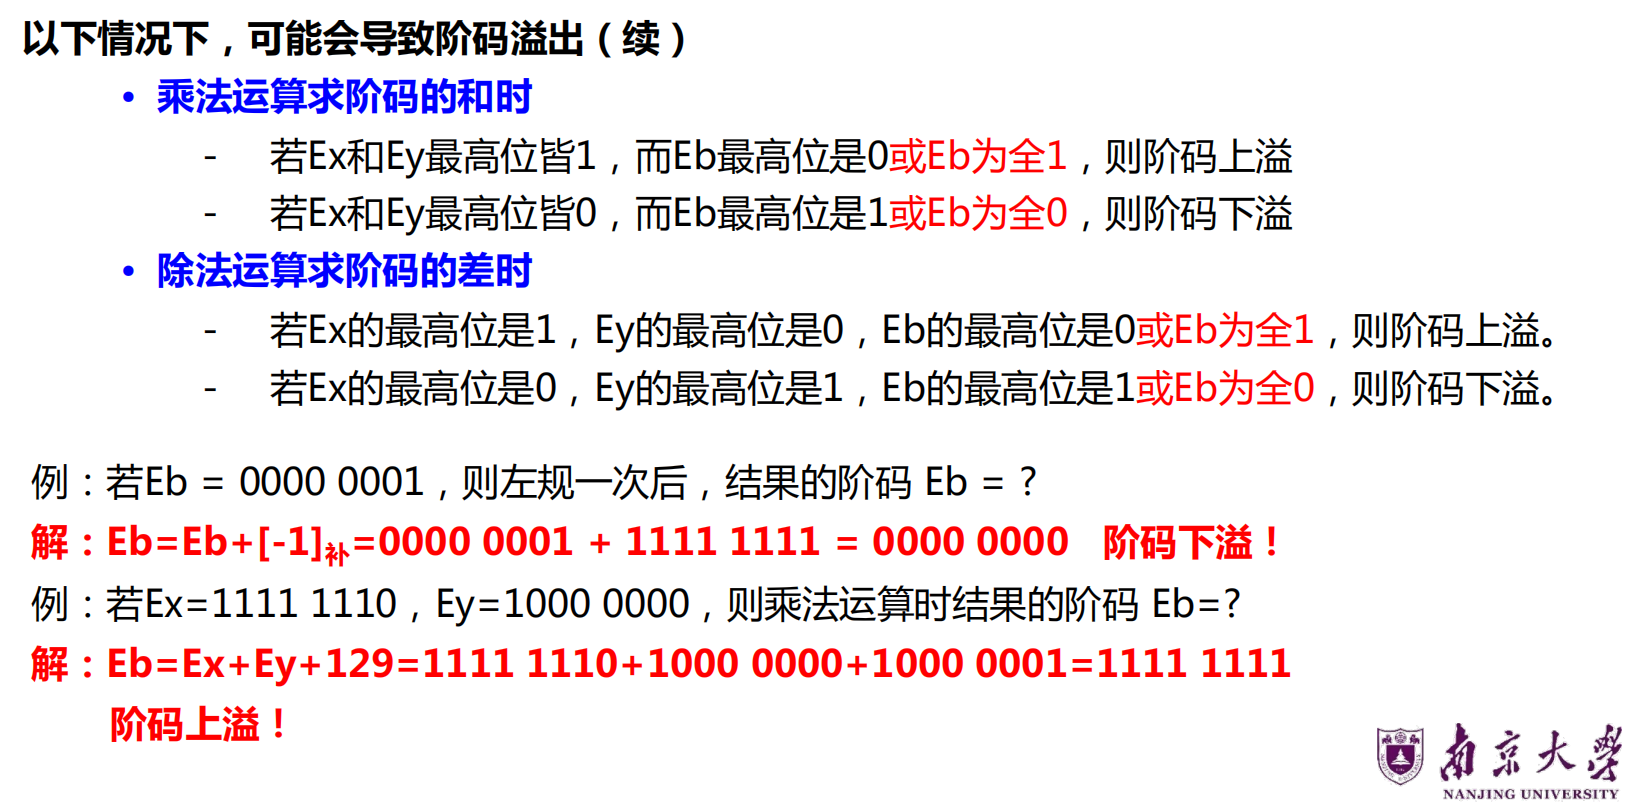 以下情况下，可能会导致阶码溢出（续）
• 乘法运算求阶码的和时
- 若Ex和Ey最高位皆1，而Eb最高位是0或Eb为全1，则阶码上溢
- 若Ex和Ey最高位皆0，而Eb最高位是1或Eb为全0，则阶码下溢
• 除法运算求阶码的差时
- 若Ex的最高位是1，Ey的最高位是0，Eb的最高位是0或Eb为全1，则阶码上溢。
- 若Ex的最高位是0，Ey的最高位是1，Eb的最高位是1或Eb为全0，则阶码下溢。
例：若Eb = 0000 0001，则左规一次后，结果的阶码 Eb = ?
解：Eb=Eb+[-1]补=0000 0001 + 1111 1111 = 0000 0000 阶码下溢！
例：若Ex=1111 1110，Ey=1000 0000，则乘法运算时结果的阶码 Eb=?
解：Eb=Ex+Ey+129=1111 1110+1000 0000+1000 0001=1111 1111
阶码上溢！
南京大学
NANJING UNIVERSITY